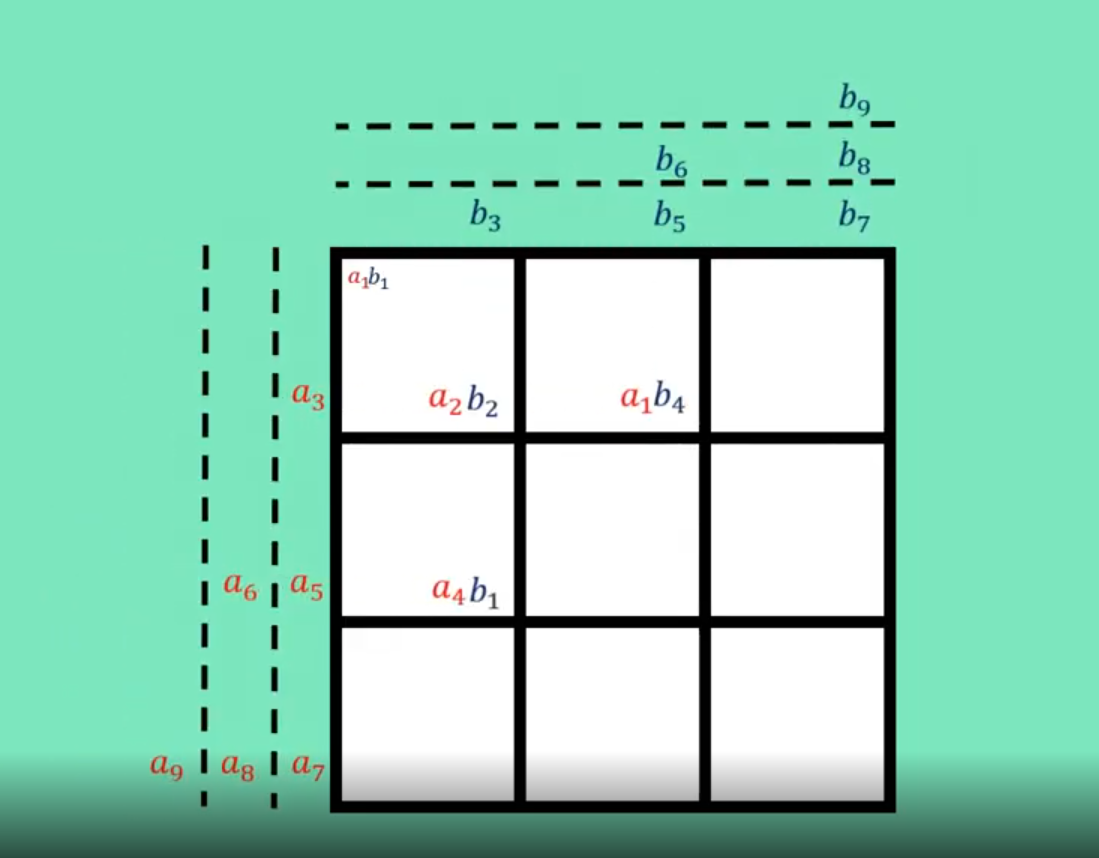 b₉
b₆ b₈
b₃ b₅ b₇
a₁b₁
a₃ a₂b₂ a₁b₄
a₆ a₅ a₄b₁
a₉ a₈ a₇